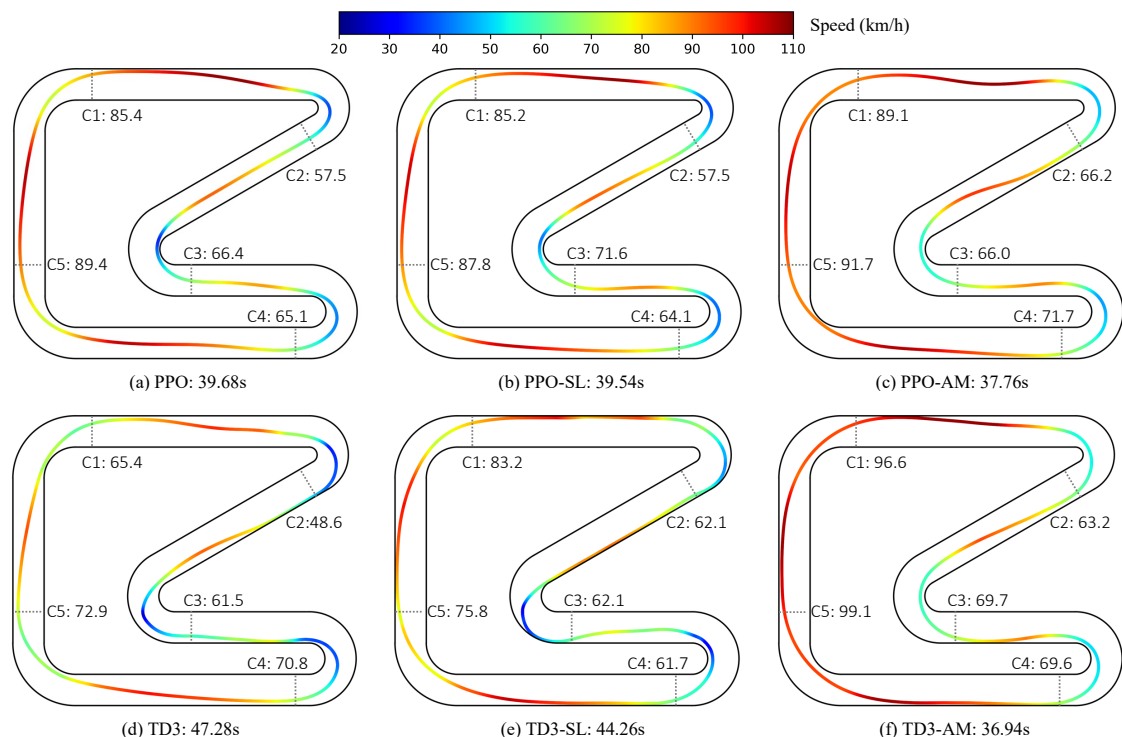 Speed (km/h)
20 30 40 50 60 70 80 90 100 110
C1: 85.4
C2: 57.5
C3: 66.4
C5: 89.4
C4: 65.1
(a) PPO: 39.68s
C1: 85.2
C2: 57.5
C3: 71.6
C5: 87.8
C4: 64.1
(b) PPO-SL: 39.54s
C1: 89.1
C2: 66.2
C3: 66.0
C5: 91.7
C4: 71.7
(c) PPO-AM: 37.76s
C1: 65.4
C2:48.6
C3: 61.5
C5: 72.9
C4: 70.8
(d) TD3: 47.28s
C1: 83.2
C2: 62.1
C3: 62.1
C5: 75.8
C4: 61.7
(e) TD3-SL: 44.26s
C1: 96.6
C2: 63.2
C3: 69.7
C5: 99.1
C4: 69.6
(f) TD3-AM: 36.94s